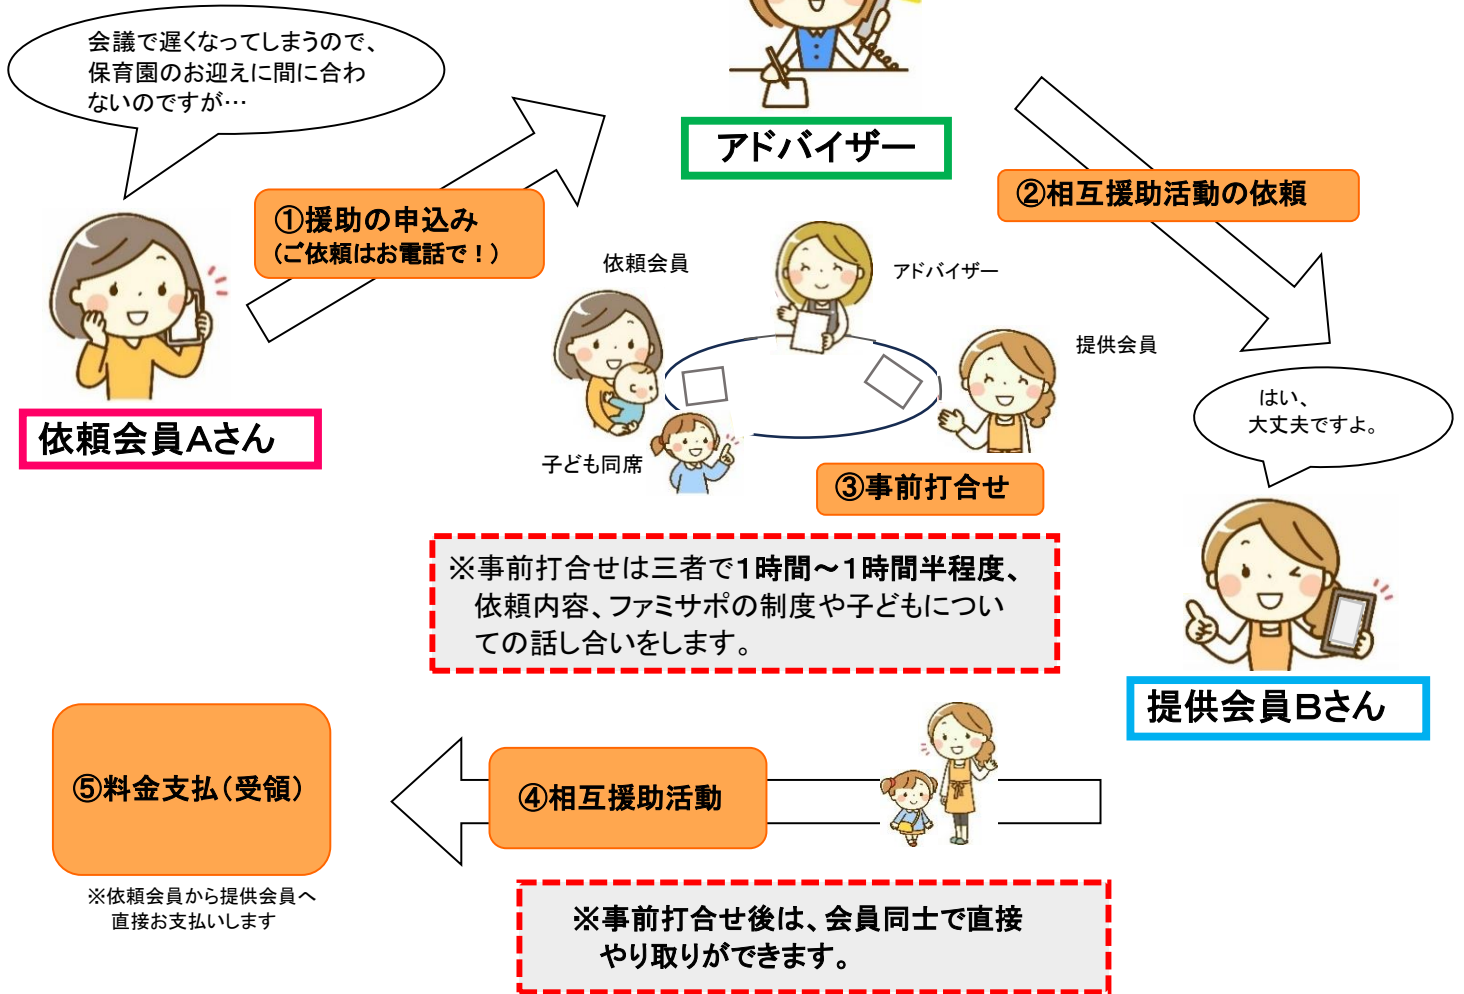 会議で遅くなってしまうので、
保育園のお迎えに間に合わ
ないのですが…
アドバイザー
①援助の申込み
(ご依頼はお電話で！)
②相互援助活動の依頼
依頼会員
アドバイザー
提供会員
はい、
大丈夫ですよ。
依頼会員Aさん
子ども同席
③事前打合せ
※事前打合せは三者で1時間～1時間半程度、
依頼内容、ファミサポの制度や子どもについ
ての話し合いをします。
提供会員Bさん
⑤料金支払(受領)
④相互援助活動
※依頼会員から提供会員へ
直接お支払いします
※事前打合せ後は、会員同士で直接
やり取りができます。